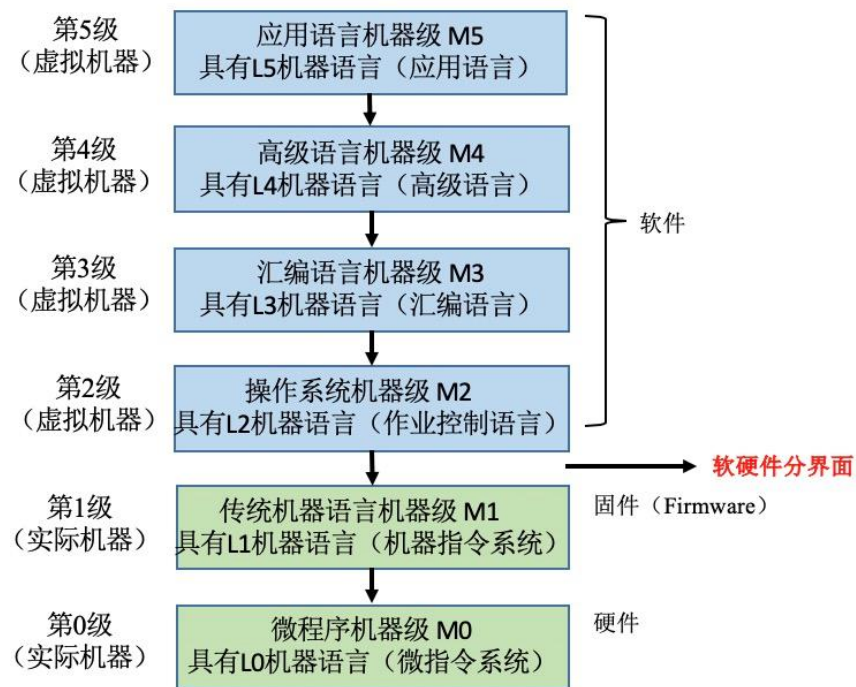 第5级
（虚拟机器）
应用语言机器级 M5
具有L5机器语言（应用语言）
第4级
（虚拟机器）
高级语言机器级 M4
具有L4机器语言（高级语言）
软件
第3级
（虚拟机器）
汇编语言机器级 M3
具有L3机器语言（汇编语言）
第2级
（虚拟机器）
操作系统机器级 M2
具有L2机器语言（作业控制语言）
软硬件分界面
第1级
（实际机器）
传统机器语言机器级 M1
具有L1机器语言（机器指令系统）
固件（Firmware）
第0级
（实际机器）
微程序机器级 M0
具有L0机器语言（微指令系统）
硬件